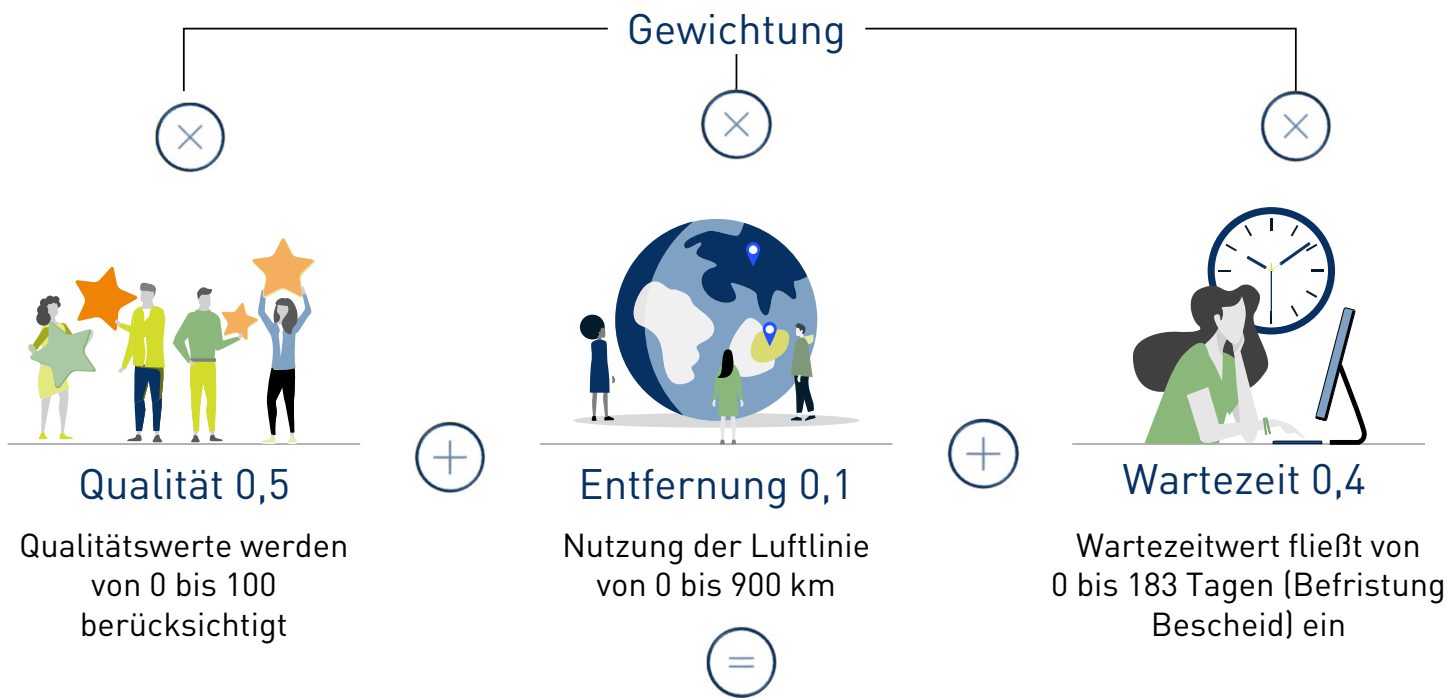 Gewichtung
Qualität 0,5
Entfernung 0,1
Wartezeit 0,4
Qualitätswerte werden
von 0 bis 100
berücksichtigt
Nutzung der Luftlinie
von 0 bis 900 km
Wartezeitwert fließt von
0 bis 183 Tagen (Befristung
Bescheid) ein